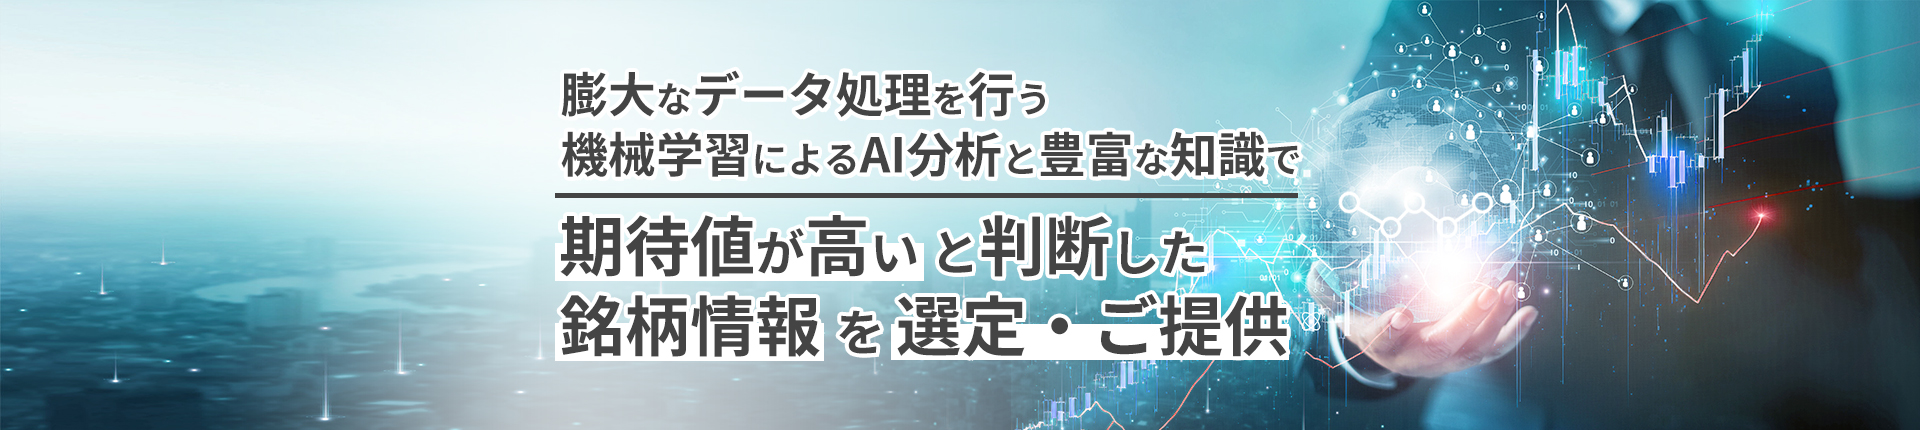 膨大なデータ処理を行う
機械学習によるAI分析と豊富な知識で
期待値が高いと判断した
銘柄情報を選定・ご提供